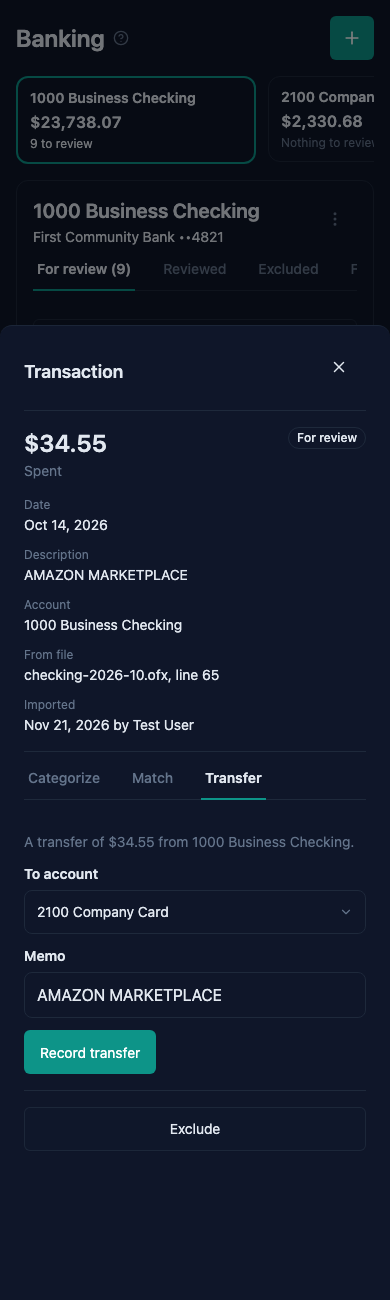 Banking
1000 Business Checking
$23,738.07
9 to review
2100 Compan
$2,330.68
Nothing to review
1000 Business Checking
First Community Bank ••4821
For review (9)
Reviewed
Excluded
F
Transaction
$34.55
For review
Spent
Date
Oct 14, 2026
Description
AMAZON MARKETPLACE
Account
1000 Business Checking
From file
checking-2026-10.ofx, line 65
Imported
Nov 21, 2026 by Test User
Categorize
Match
Transfer
A transfer of $34.55 from 1000 Business Checking.
To account
2100 Company Card
Memo
AMAZON MARKETPLACE
Record transfer
Exclude